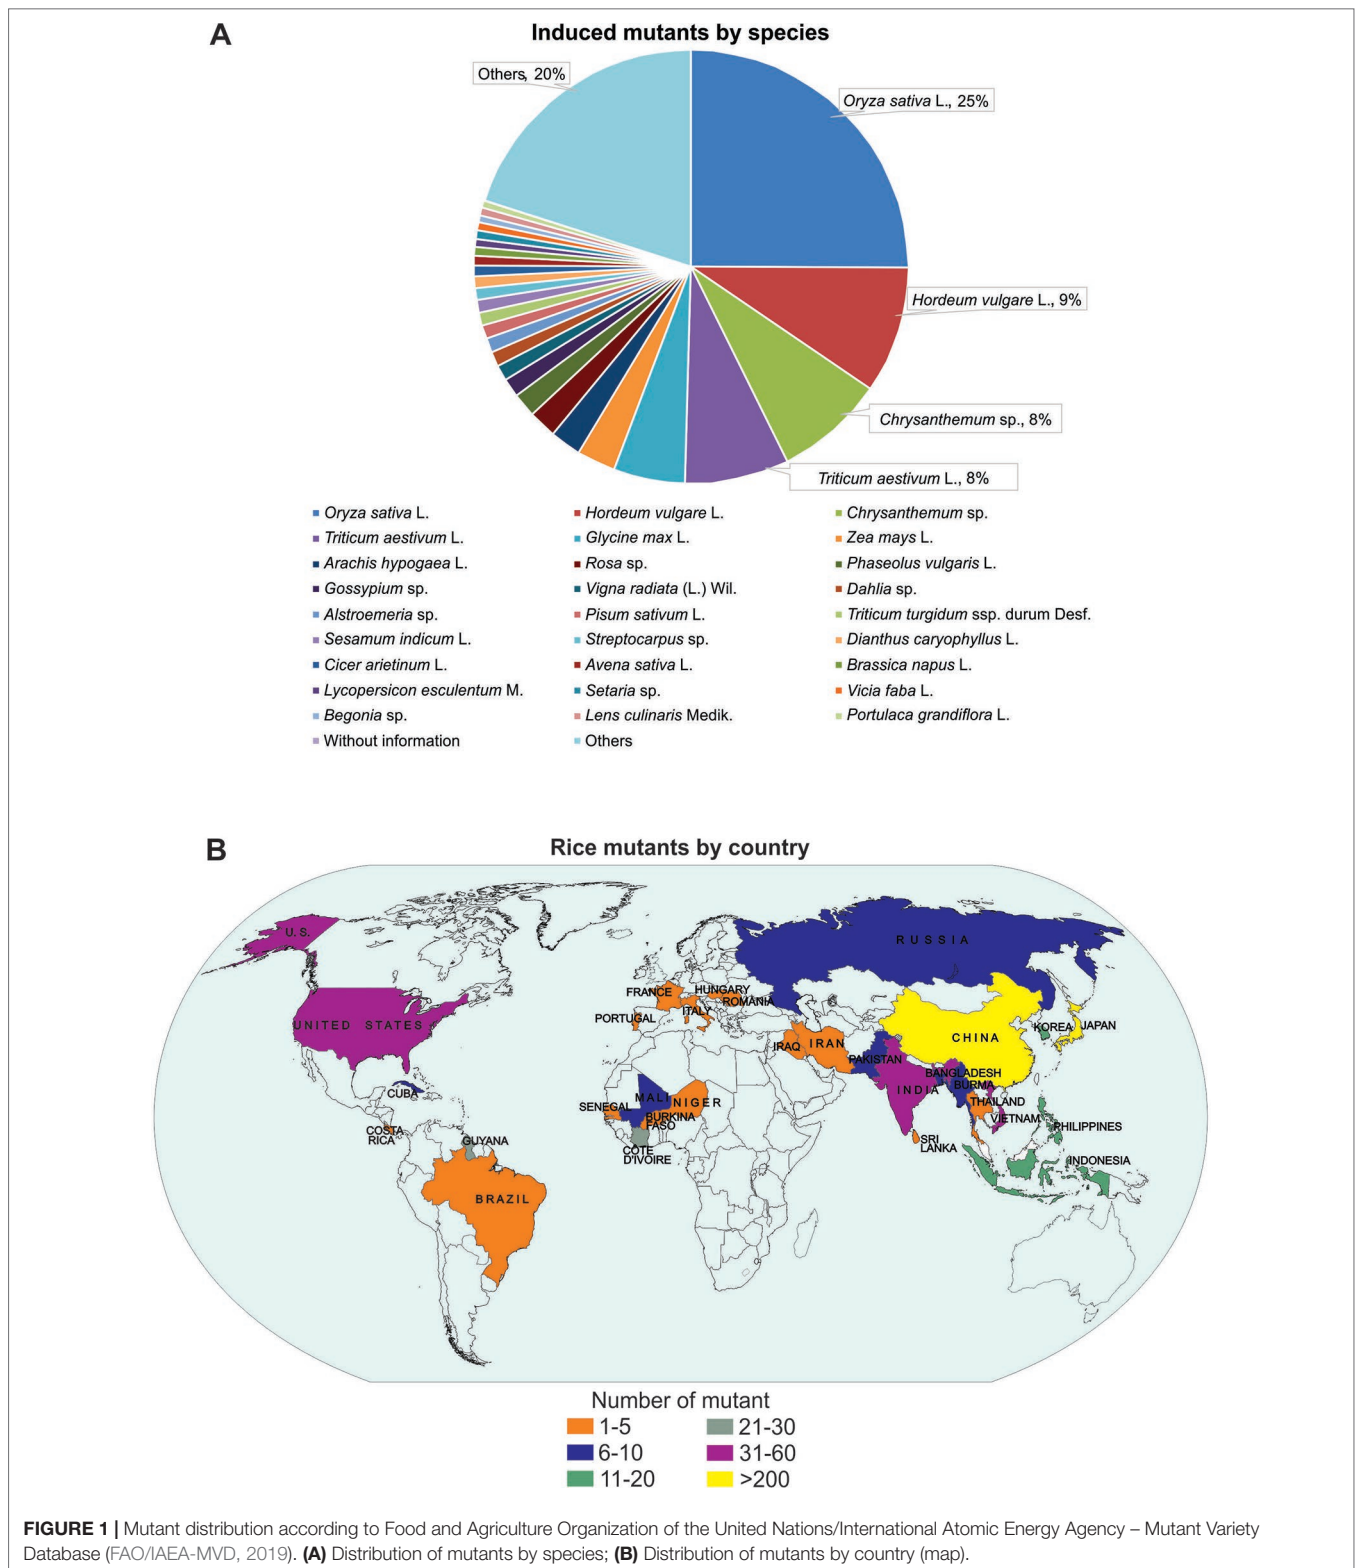 A
Induced mutants by species
Others, 20%
Oryza sativa L., 25%
Hordeum vulgare L., 9%
Chrysanthemum sp., 8%
Triticum aestivum L., 8%
Oryza sativa L.
Hordeum vulgare L.
Chrysanthemum sp.
Triticum aestivum L.
Glycine max L.
Zea mays L.
Arachis hypogaea L.
Rosa sp.
Phaseolus vulgaris L.
Gossypium sp.
Vigna radiata (L.) Wil.
Dahlia sp.
Alstroemeria sp.
Pisum sativum L.
Triticum turgidum ssp. durum Desf.
Sesamum indicum L.
Streptocarpus sp.
Dianthus caryophyllus L.
Cicer arietinum L.
Avena sativa L.
Brassica napus L.
Lycopersicon esculentum M.
Setaria sp.
Vicia faba L.
Begonia sp.
Lens culinaris Medik.
Portulaca grandiflora L.
Without information
Others
B
Rice mutants by country
U.S.
RUSSIA
HUNGARY
FRANCE
ROMANIA
ITALY
PORTUGAL
UNITED STATES
KOREA
JAPAN
CHINA
IRAQ
IRAN
PAKISTAN
BANGLADESH
BURMA
INDIA
CUBA
MALI
NIGER
SENEGAL
BURKINA
FASO
THAILAND
VIETNAM
PHILIPPINES
COSTA
RICA
GUYANA
CÔTE
D'IVOIRE
SRI
LANKA
INDONESIA
BRAZIL
Number of mutant
1-5
21-30
6-10
31-60
11-20
>200
FIGURE 1 | Mutant distribution according to Food and Agriculture Organization of the United Nations/International Atomic Energy Agency – Mutant Variety
Database (FAO/IAEA-MVD, 2019). (A) Distribution of mutants by species; (B) Distribution of mutants by country (map).